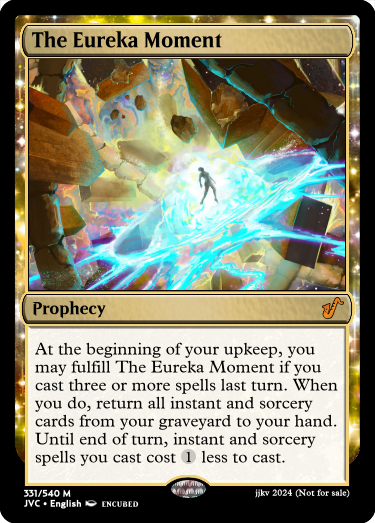 The Eureka Moment
Prophecy
At the beginning of your upkeep, you
may fulfill The Eureka Moment if you
cast three or more spells last turn. When
you do, return all instant and sorcery
cards from your graveyard to your hand.
Until end of turn, instant and sorcery
spells you cast cost 1 less to cast.
331/540 M
JVC • English ENCUBED
jjkv 2024 (Not for sale)